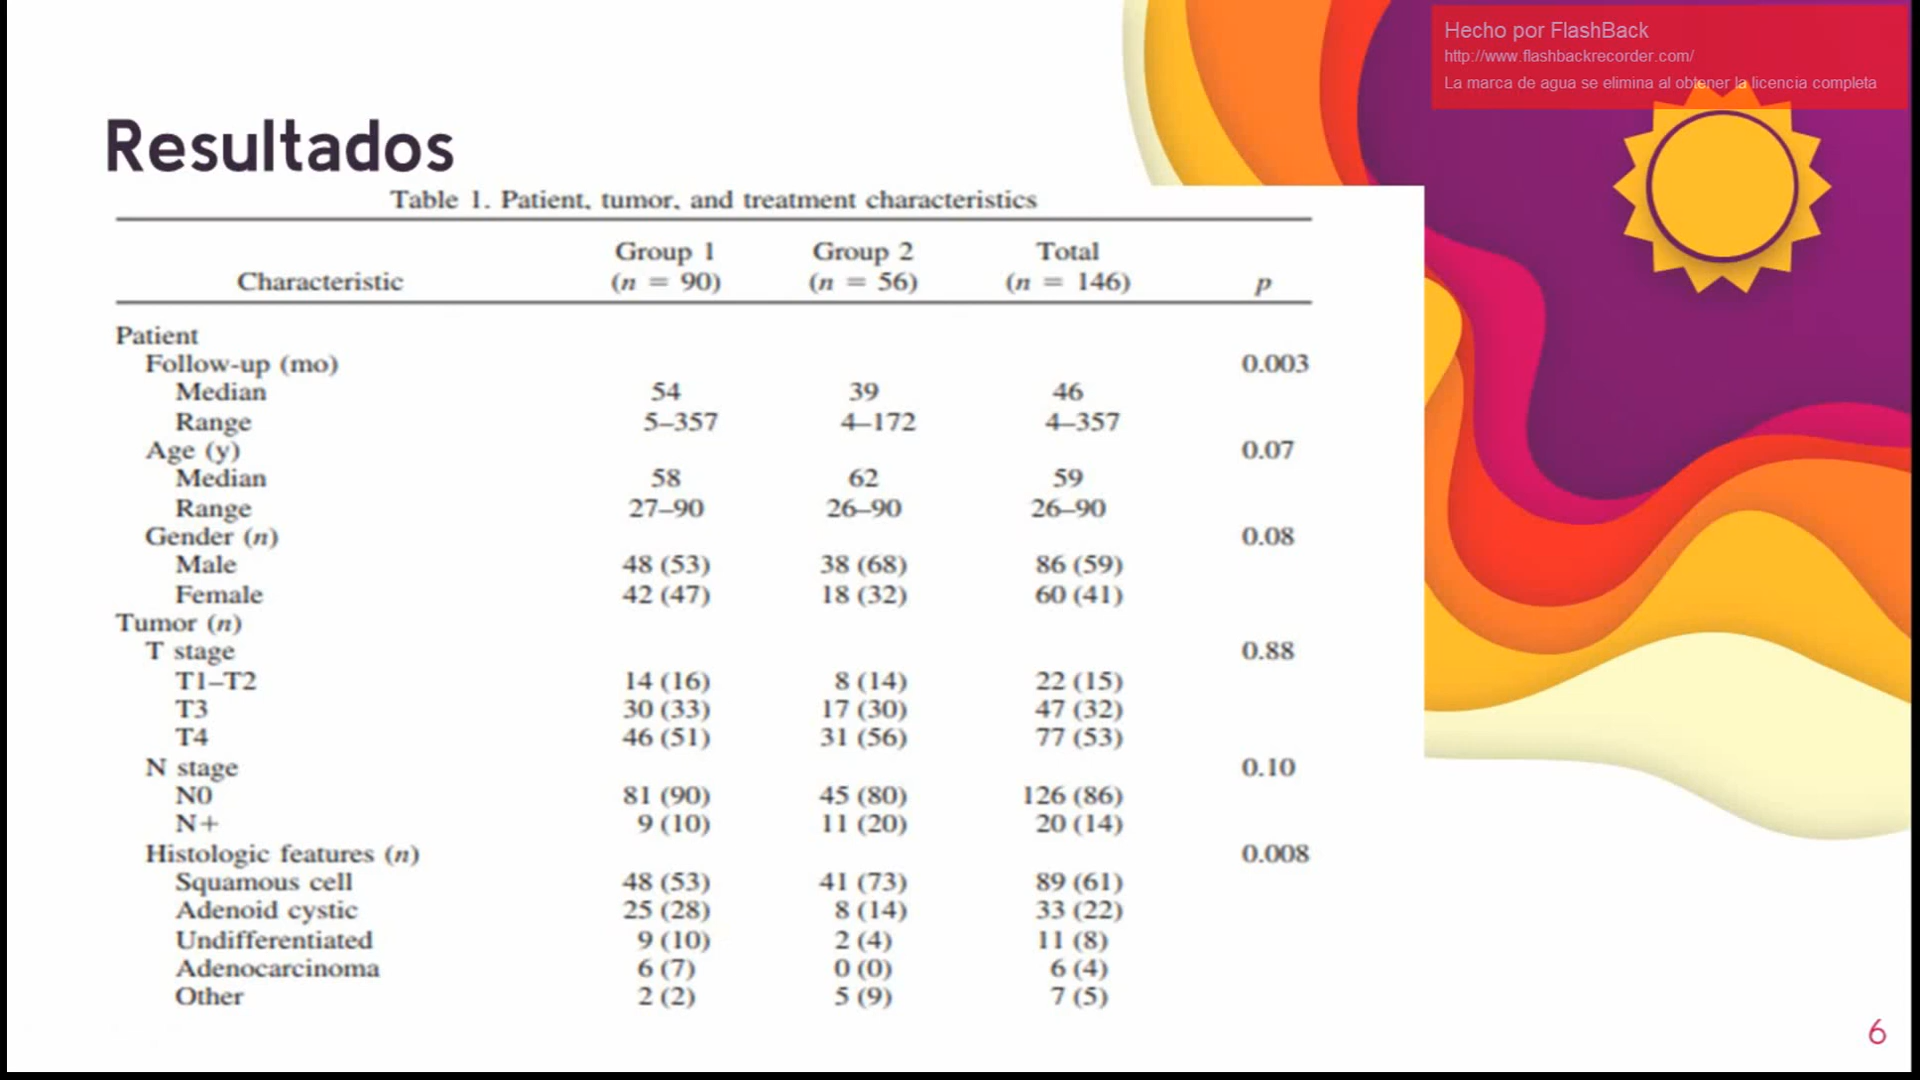 Hecho por FlashBack
http://www.flashbackrecorder.com/
La marca de agua se elimina al obtener la licencia completa
Resultados
Table 1. Patient, tumor, and treatment characteristics
Group 1 Group 2 Total
Characteristic (n = 90) (n = 56) (n = 146) p
Patient
Follow-up (mo) 0.003
Median 54 39 46
Range 5–357 4–172 4–357
Age (y) 0.07
Median 58 62 59
Range 27–90 26–90 26–90
Gender (n) 0.08
Male 48 (53) 38 (68) 86 (59)
Female 42 (47) 18 (32) 60 (41)
Tumor (n)
T stage 0.88
T1–T2 14 (16) 8 (14) 22 (15)
T3 30 (33) 17 (30) 47 (32)
T4 46 (51) 31 (56) 77 (53)
N stage 0.10
N0 81 (90) 45 (80) 126 (86)
N+ 9 (10) 11 (20) 20 (14)
Histologic features (n) 0.008
Squamous cell 48 (53) 41 (73) 89 (61)
Adenoid cystic 25 (28) 8 (14) 33 (22)
Undifferentiated 9 (10) 2 (4) 11 (8)
Adenocarcinoma 6 (7) 0 (0) 6 (4)
Other 2 (2) 5 (9) 7 (5)
6